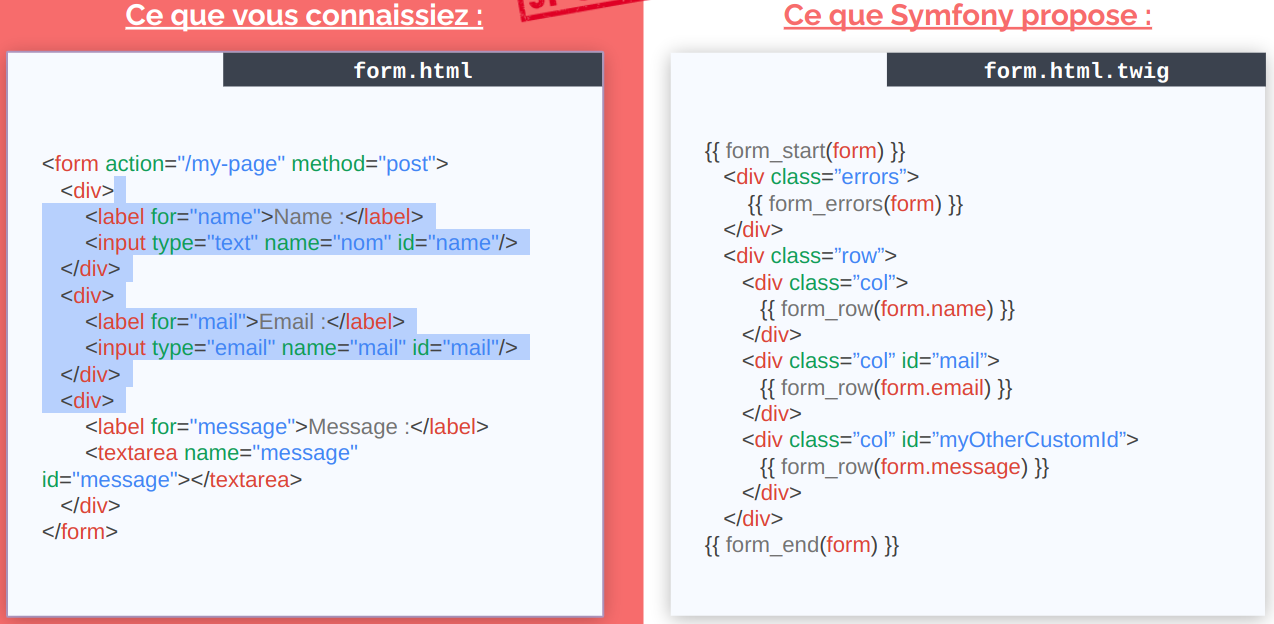 Ce que vous connaissiez :
form.html
<form action="/my-page" method="post">
<div>
<label for="name">Name :</label>
<input type="text" name="nom" id="name"/>
</div>
<div>
<label for="mail">Email :</label>
<input type="email" name="mail" id="mail"/>
</div>
<div>
<label for="message">Message :</label>
<textarea name="message"
id="message"></textarea>
</div>
</form>
Ce que Symfony propose :
form.html.twig
{{ form_start(form) }}
<div class=”errors”>
{{ form_errors(form) }}
</div>
<div class=”row”>
<div class=”col”>
{{ form_row(form.name) }}
</div>
<div class=”col” id=”mail”>
{{ form_row(form.email) }}
</div>
<div class=”col” id=”myOtherCustomId”>
{{ form_row(form.message) }}
</div>
</div>
{{ form_end(form) }}